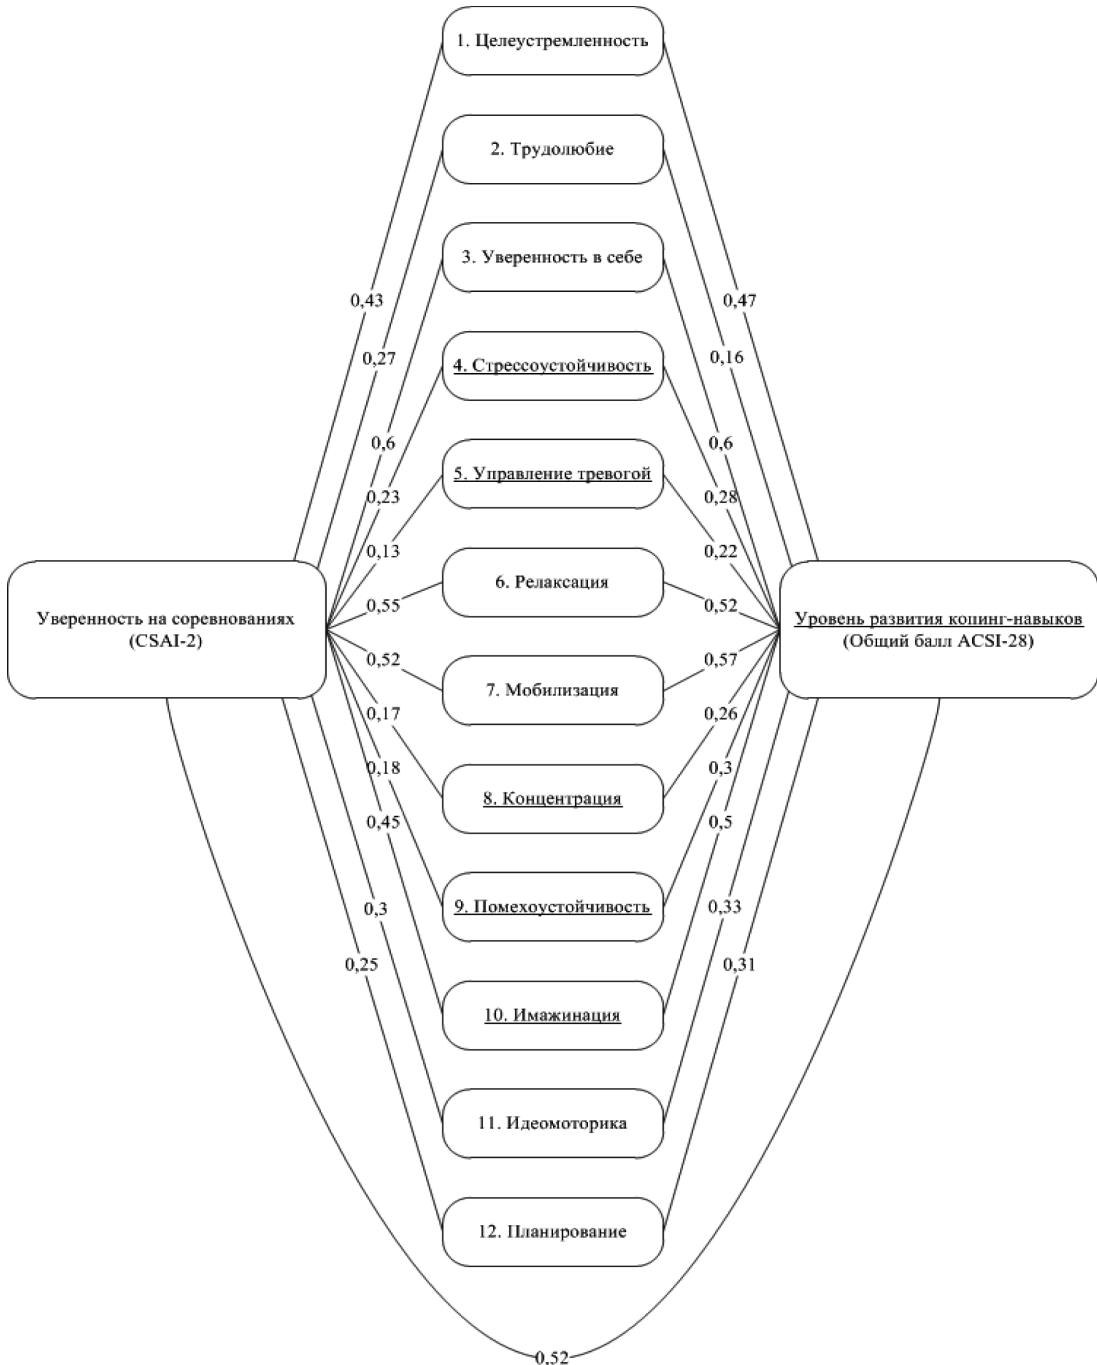 1. Целеустремленность
2. Трудолюбие
3. Уверенность в себе
0,43
0,47
0,27
0,16
4. Стрессоустойчивость
0,6
0,6
5. Управление тревогой
0,23
0,28
0,13
0,22
6. Релаксация
0,55
0,52
Уверенность на соревнованиях
(CSAI-2)
Уровень развития копинг-навыков
(Общий балл ACSI-28)
0,52
0,57
7. Мобилизация
0,17
0,26
0,18
0,3
8. Концентрация
0,45
0,5
9. Помехоустойчивость
0,3
0,33
0,25
0,31
10. Имажинация
11. Идеомоторика
12. Планирование
0,52